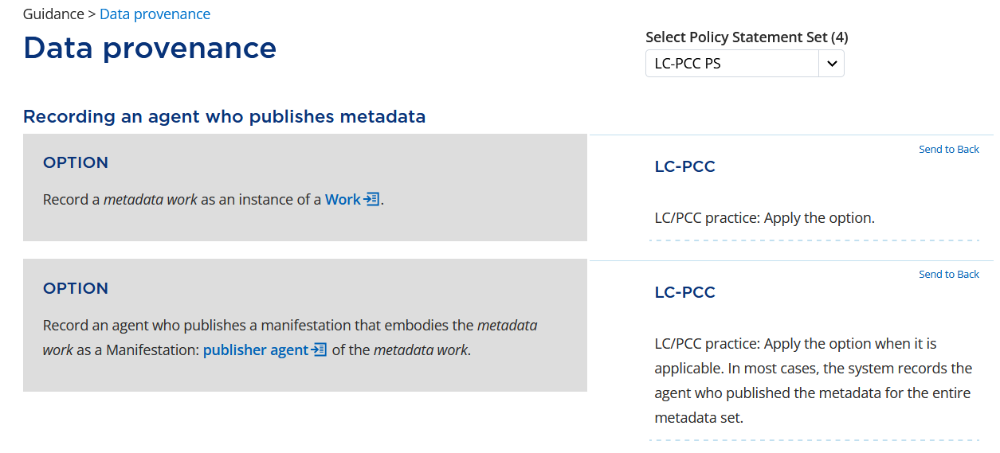 Guidance > Data provenance
Data provenance
Select Policy Statement Set (4)
LC-PCC PS
Recording an agent who publishes metadata
OPTION
Record a metadata work as an instance of a Work.
Send to Back
LC-PCC
LC/PCC practice: Apply the option.
OPTION
Record an agent who publishes a manifestation that embodies the metadata
work as a Manifestation: publisher agent of the metadata work.
Send to Back
LC-PCC
LC/PCC practice: Apply the option when it is
applicable. In most cases, the system records the
agent who published the metadata for the entire
metadata set.